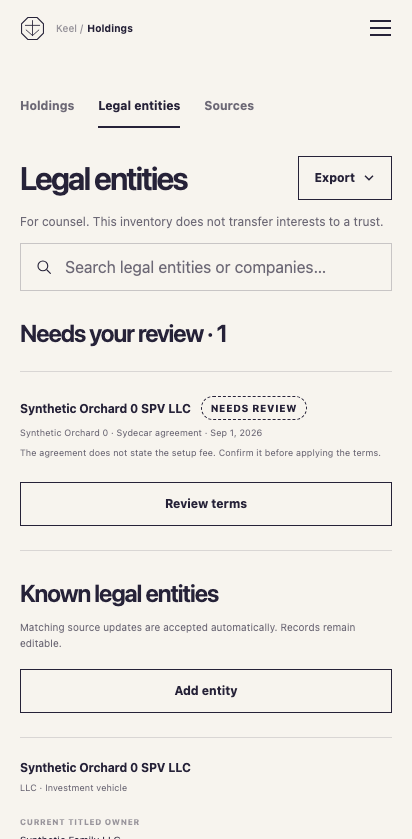 Keel / Holdings
Holdings Legal entities Sources
Legal entities
Export
For counsel. This inventory does not transfer interests to a trust.
Search legal entities or companies...
Needs your review · 1
Synthetic Orchard 0 SPV LLC NEEDS REVIEW
Synthetic Orchard 0 · Sydecar agreement · Sep 1, 2026
The agreement does not state the setup fee. Confirm it before applying the terms.
Review terms
Known legal entities
Matching source updates are accepted automatically. Records remain
editable.
Add entity
Synthetic Orchard 0 SPV LLC
LLC · Investment vehicle
CURRENT TITLED OWNER
Synthetic Family LLC